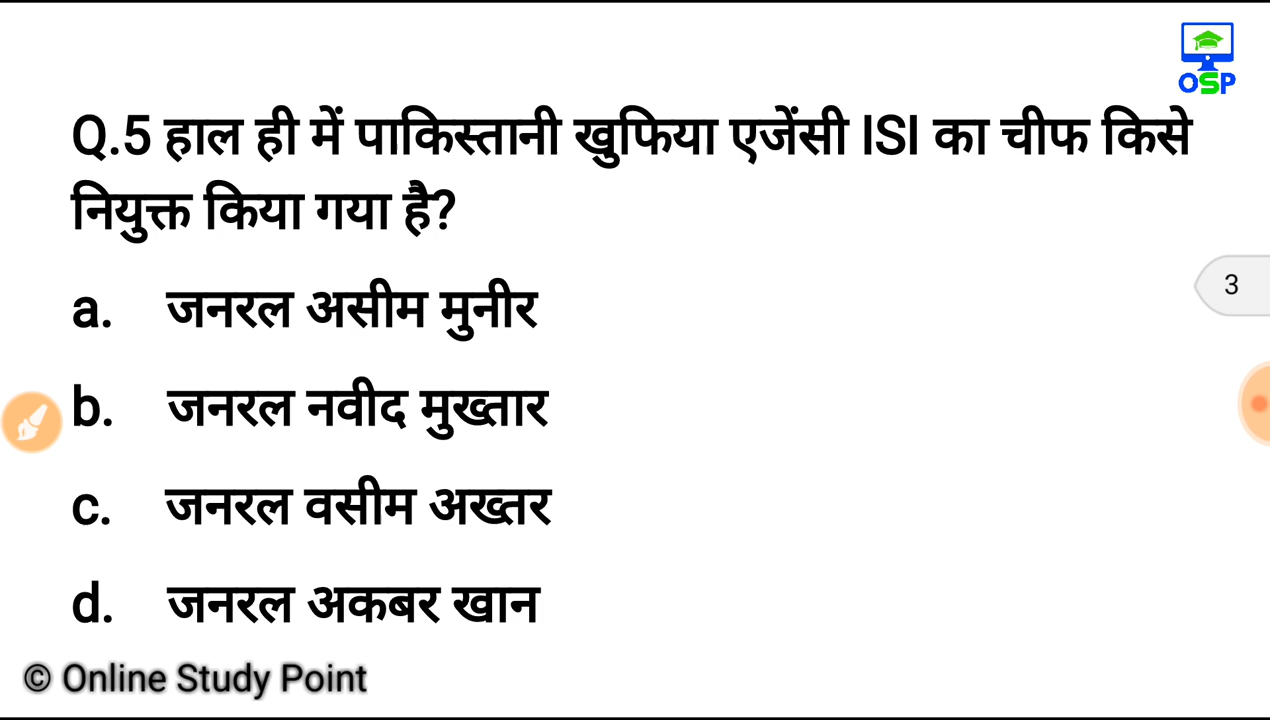 OSP
Q.5 हाल ही में पाकिस्तानी खुफिया एजेंसी ISI का चीफ किसे
नियुक्त किया गया है?
3
a. जनरल असीम मुनीर
b. जनरल नवीद मुख्तार
c. जनरल वसीम अख्तर
d. जनरल अकबर खान
© Online Study Point